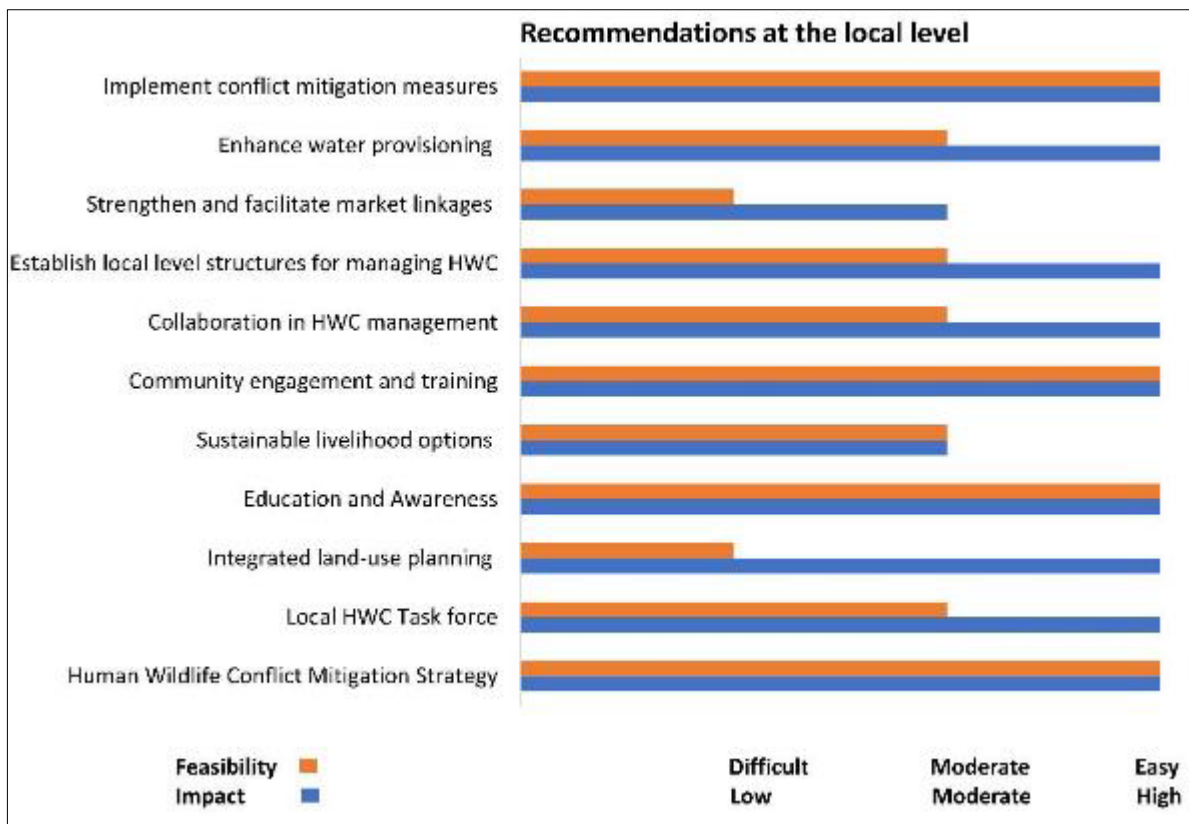 Recommendations at the local level
Implement conflict mitigation measures
Enhance water provisioning
Strengthen and facilitate market linkages
Establish local level structures for managing HWC
Collaboration in HWC management
Community engagement and training
Sustainable livelihood options
Education and Awareness
Integrated land-use planning
Local HWC Task force
Human Wildlife Conflict Mitigation Strategy
Feasibility Difficult Moderate Easy
Impact Low Moderate High